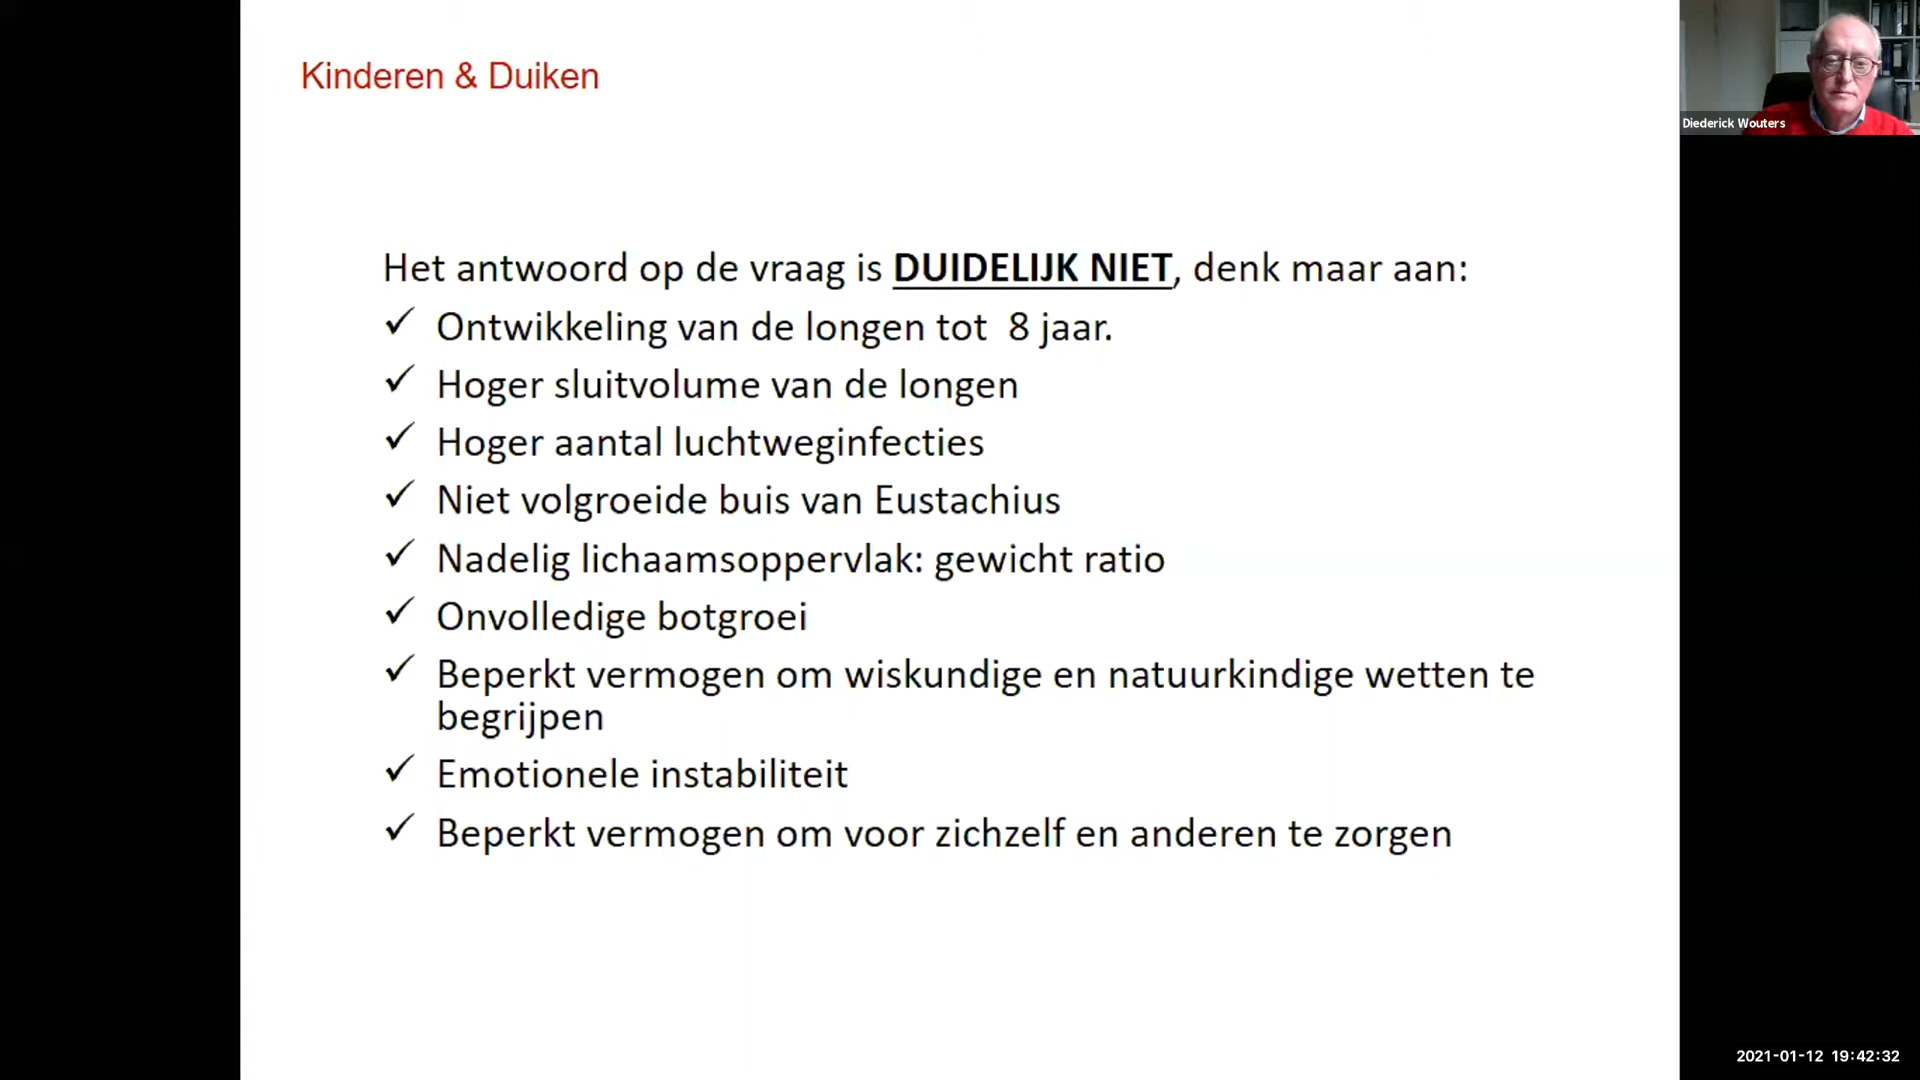 Kinderen & Duiken
Diederick Wouters
Het antwoord op de vraag is DUIDELIJK NIET, denk maar aan:
✓ Ontwikkeling van de longen tot  8 jaar.
✓ Hoger sluitvolume van de longen
✓ Hoger aantal luchtweginfecties
✓ Niet volgroeide buis van Eustachius
✓ Nadelig lichaamsoppervlak: gewicht ratio
✓ Onvolledige botgroei
✓ Beperkt vermogen om wiskundige en natuurkindige wetten te
begrijpen
✓ Emotionele instabiliteit
✓ Beperkt vermogen om voor zichzelf en anderen te zorgen
2021-01-12 19:42:32